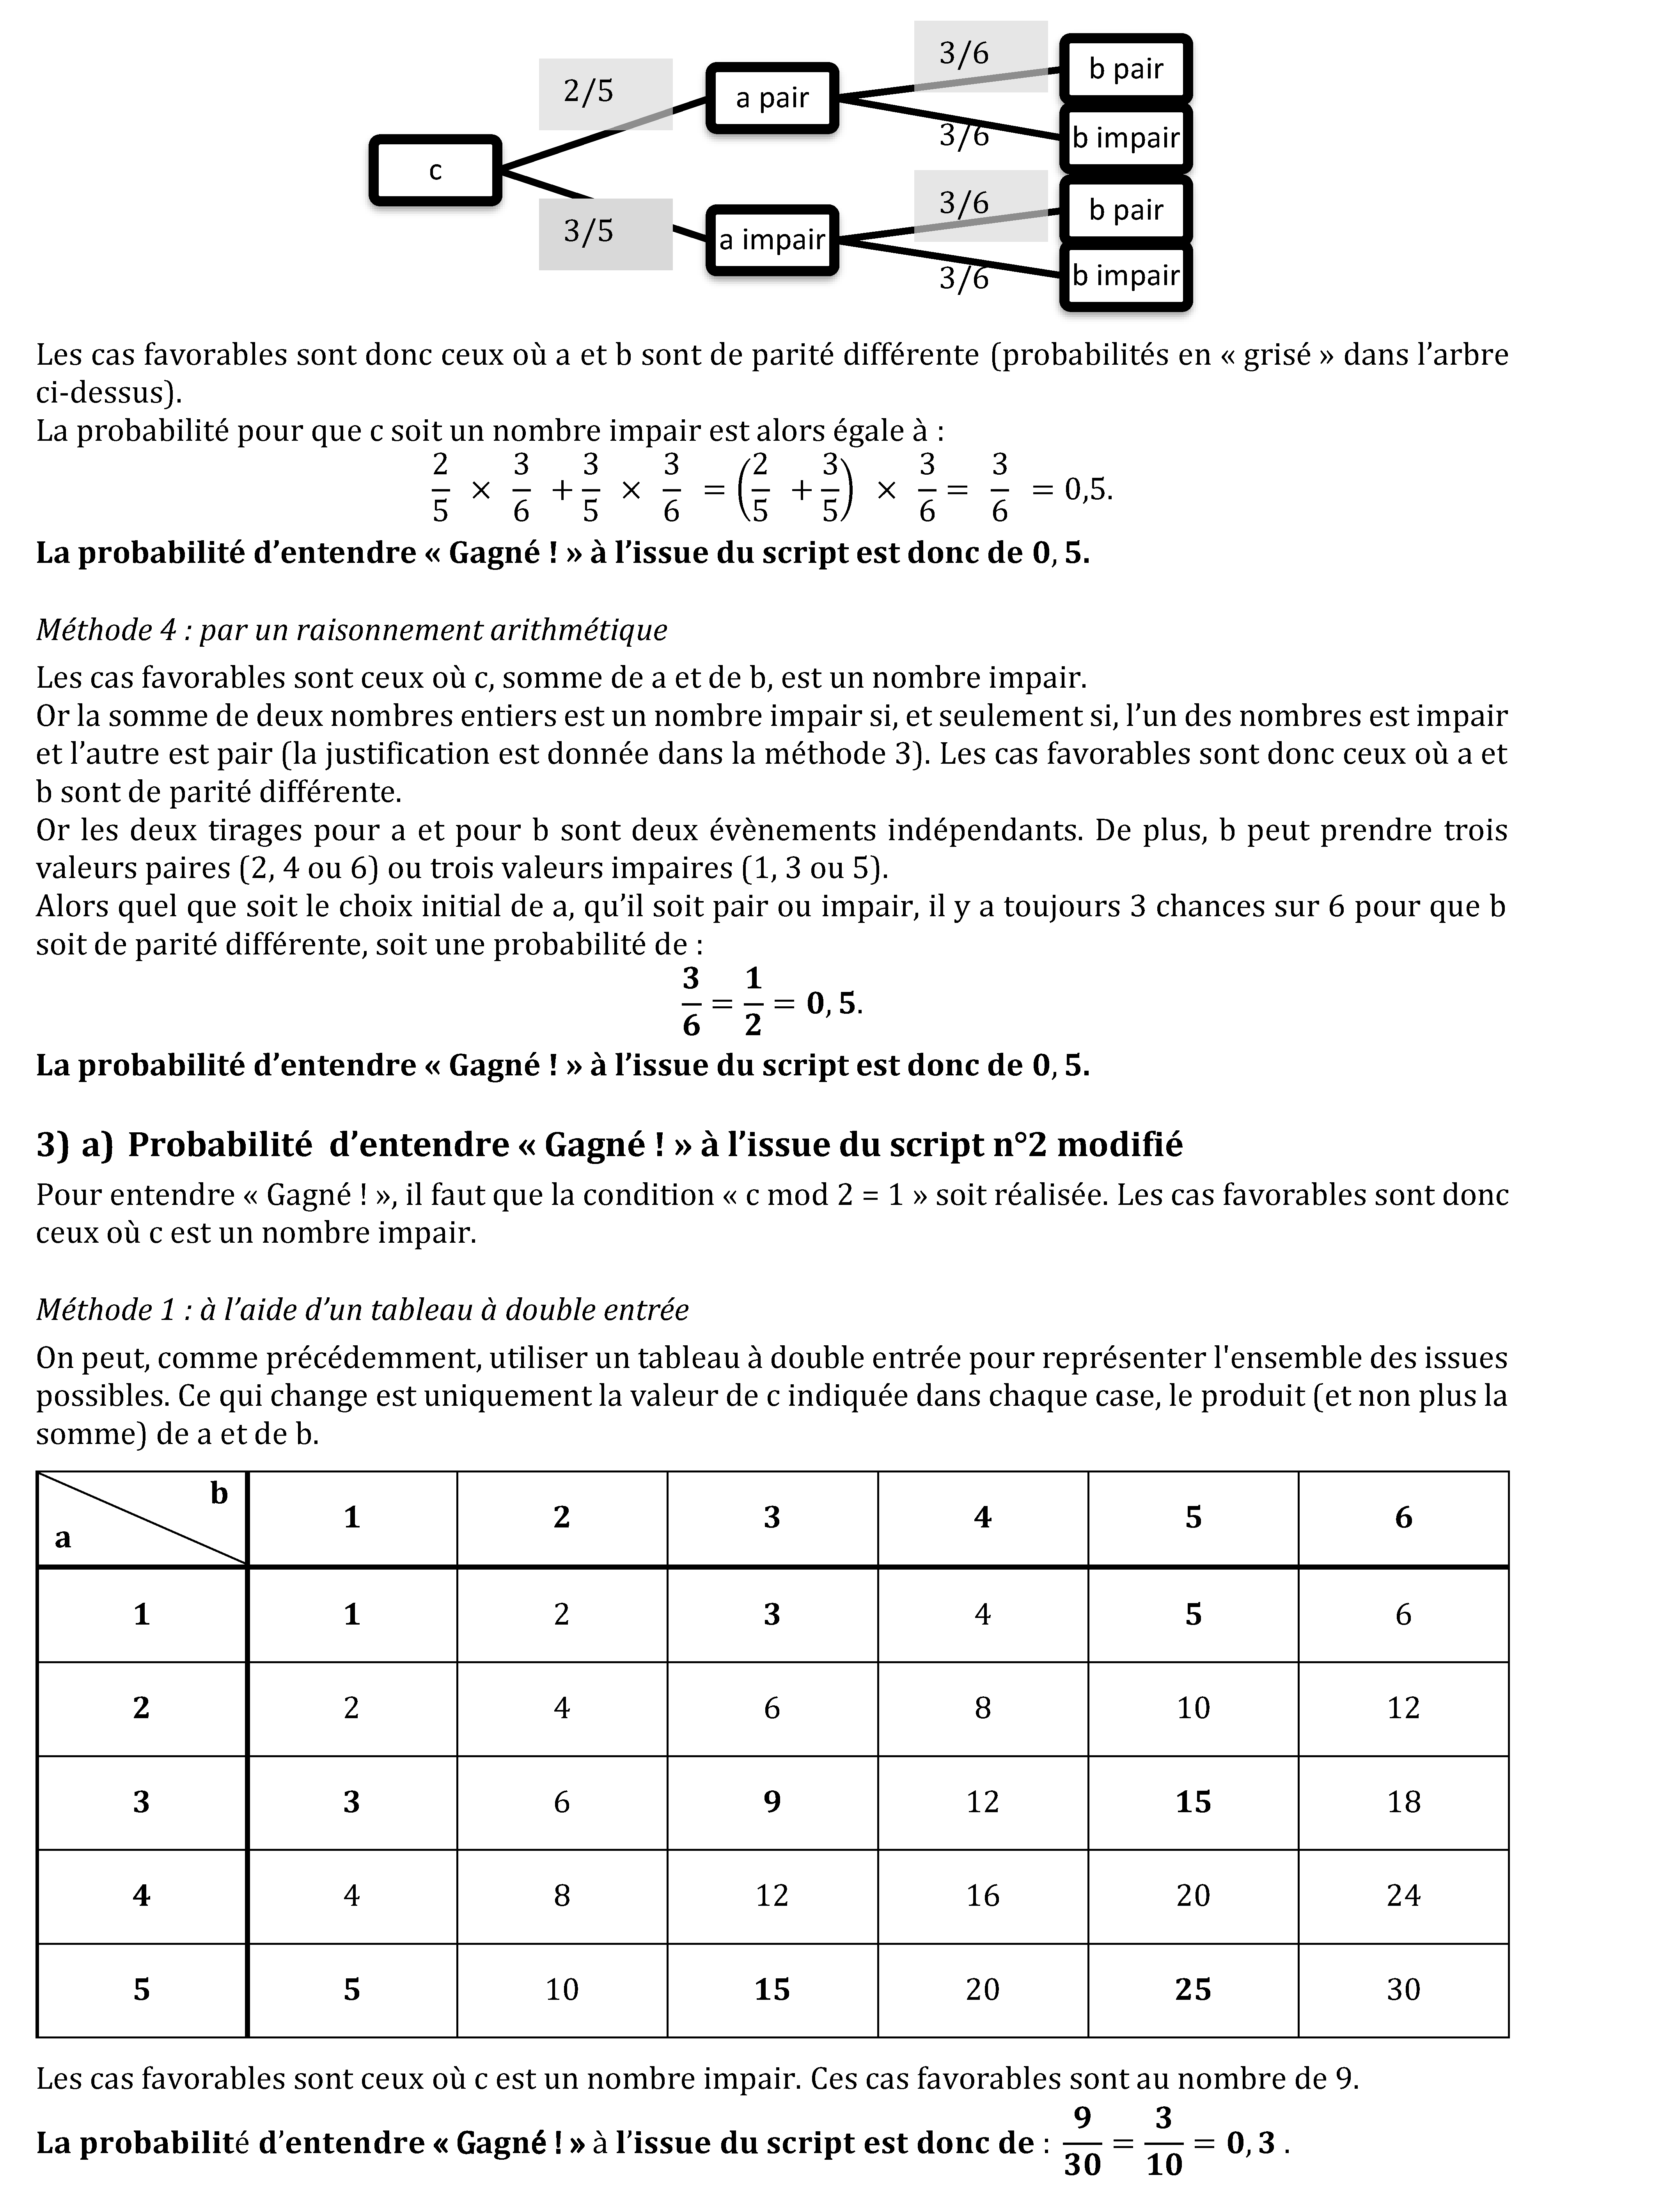 3/6
b pair
2/5
a pair
3/6
b impair
c
3/6
b pair
3/5
a impair
3/6
b impair
Les cas favorables sont donc ceux où a et b sont de parité différente (probabilités en « grisé » dans l’arbre
ci-dessus).
La probabilité pour que c soit un nombre impair est alors égale à :
2/5 × 3/6 + 3/5 × 3/6 = (2/5 + 3/5) × 3/6 = 3/6 = 0,5.
La probabilité d’entendre « Gagné ! » à l’issue du script est donc de 0, 5.
Méthode 4 : par un raisonnement arithmétique
Les cas favorables sont ceux où c, somme de a et de b, est un nombre impair.
Or la somme de deux nombres entiers est un nombre impair si, et seulement si, l’un des nombres est impair
et l’autre est pair (la justification est donnée dans la méthode 3). Les cas favorables sont donc ceux où a et
b sont de parité différente.
Or les deux tirages pour a et pour b sont deux évènements indépendants. De plus, b peut prendre trois
valeurs paires (2, 4 ou 6) ou trois valeurs impaires (1, 3 ou 5).
Alors quel que soit le choix initial de a, qu’il soit pair ou impair, il y a toujours 3 chances sur 6 pour que b
soit de parité différente, soit une probabilité de :
3/6 = 1/2 = 0, 5.
La probabilité d’entendre « Gagné ! » à l’issue du script est donc de 0, 5.
3) a) Probabilité d’entendre « Gagné ! » à l’issue du script n°2 modifié
Pour entendre « Gagné ! », il faut que la condition « c mod 2 = 1 » soit réalisée. Les cas favorables sont donc
ceux où c est un nombre impair.
Méthode 1 : à l’aide d’un tableau à double entrée
On peut, comme précédemment, utiliser un tableau à double entrée pour représenter l'ensemble des issues
possibles. Ce qui change est uniquement la valeur de c indiquée dans chaque case, le produit (et non plus la
somme) de a et de b.
b
a
1 2 3 4 5 6
1 1 2 3 4 5 6
2 2 4 6 8 10 12
3 3 6 9 12 15 18
4 4 8 12 16 20 24
5 5 10 15 20 25 30
Les cas favorables sont ceux où c est un nombre impair. Ces cas favorables sont au nombre de 9.
La probabilité d’entendre « Gagné ! » à l’issue du script est donc de : 9/30 = 3/10 = 0, 3 .